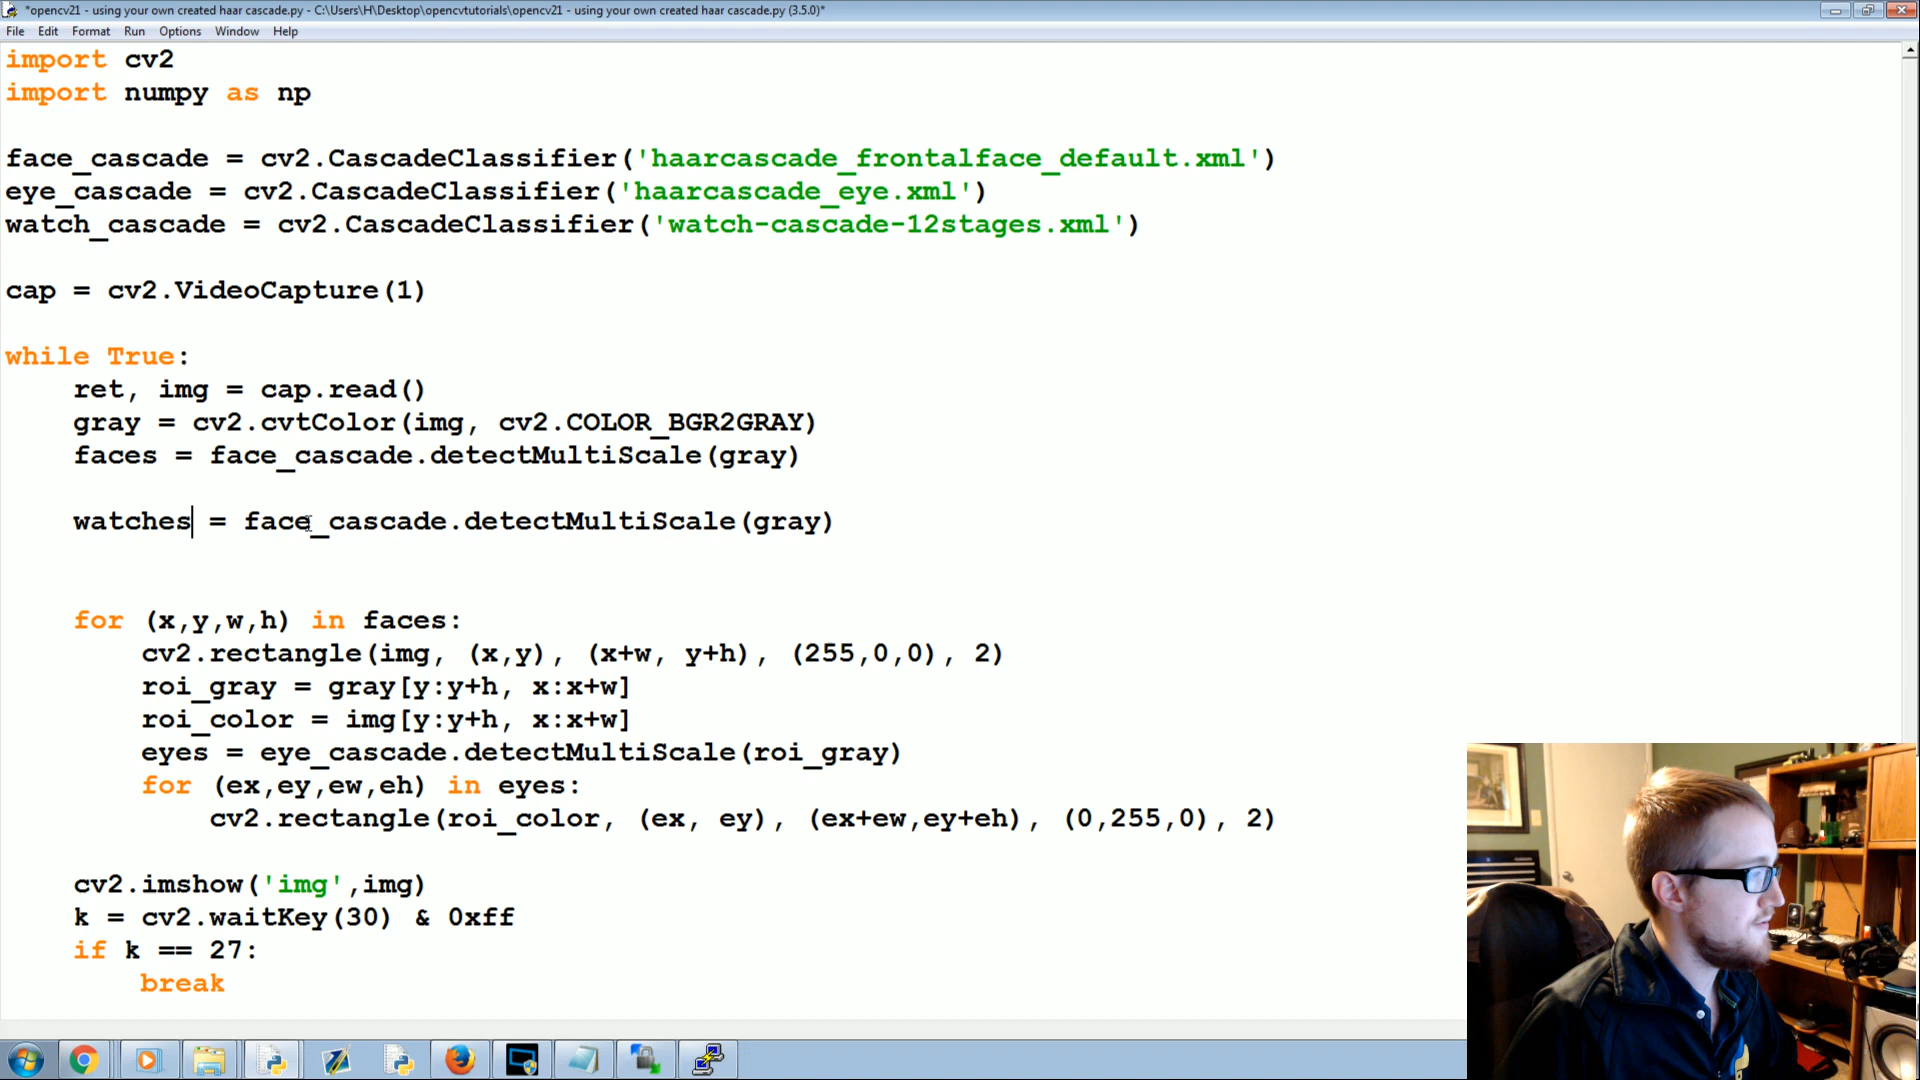 *opencv21 - using your own created haar cascade.py - C:\Users\H\Desktop\opencvtutorials\opencv21 - using your own created haar cascade.py (3.5.0)*
File Edit Format Run Options Window Help
import cv2
import numpy as np
face_cascade = cv2.CascadeClassifier('haarcascade_frontalface_default.xml')
eye_cascade = cv2.CascadeClassifier('haarcascade_eye.xml')
watch_cascade = cv2.CascadeClassifier('watch-cascade-12stages.xml')
cap = cv2.VideoCapture(1)
while True:
    ret, img = cap.read()
    gray = cv2.cvtColor(img, cv2.COLOR_BGR2GRAY)
    faces = face_cascade.detectMultiScale(gray)
    watches = face_cascade.detectMultiScale(gray)
    for (x,y,w,h) in faces:
        cv2.rectangle(img, (x,y), (x+w, y+h), (255,0,0), 2)
        roi_gray = gray[y:y+h, x:x+w]
        roi_color = img[y:y+h, x:x+w]
        eyes = eye_cascade.detectMultiScale(roi_gray)
        for (ex,ey,ew,eh) in eyes:
            cv2.rectangle(roi_color, (ex, ey), (ex+ew,ey+eh), (0,255,0), 2)
    cv2.imshow('img',img)
    k = cv2.waitKey(30) & 0xff
    if k == 27:
        break